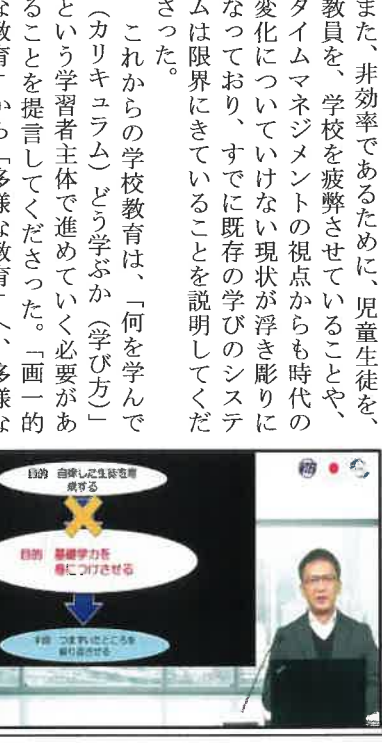 また、非効率であるために、児童生徒を、
教員を、学校を疲弊させていることや、
タイムマネジメントの視点からも時代の
変化についていけない現状が浮き彫りに
なっており、すでに既存の学びのシステ
ムは限界にきていることを説明してくだ
さった。
これからの学校教育は、「何を学んで
(カリキュラム)どう学ぶか(学び方)」
という学習者主体で進めていく必要があ
ることを提言してくださった。「画一的
な教育」から「多様な教育」へ、多様な
目的 自律した生徒を育
成する
目的 基礎学力を
身につけさせる
手段 つまずいたところを
繰り返させる